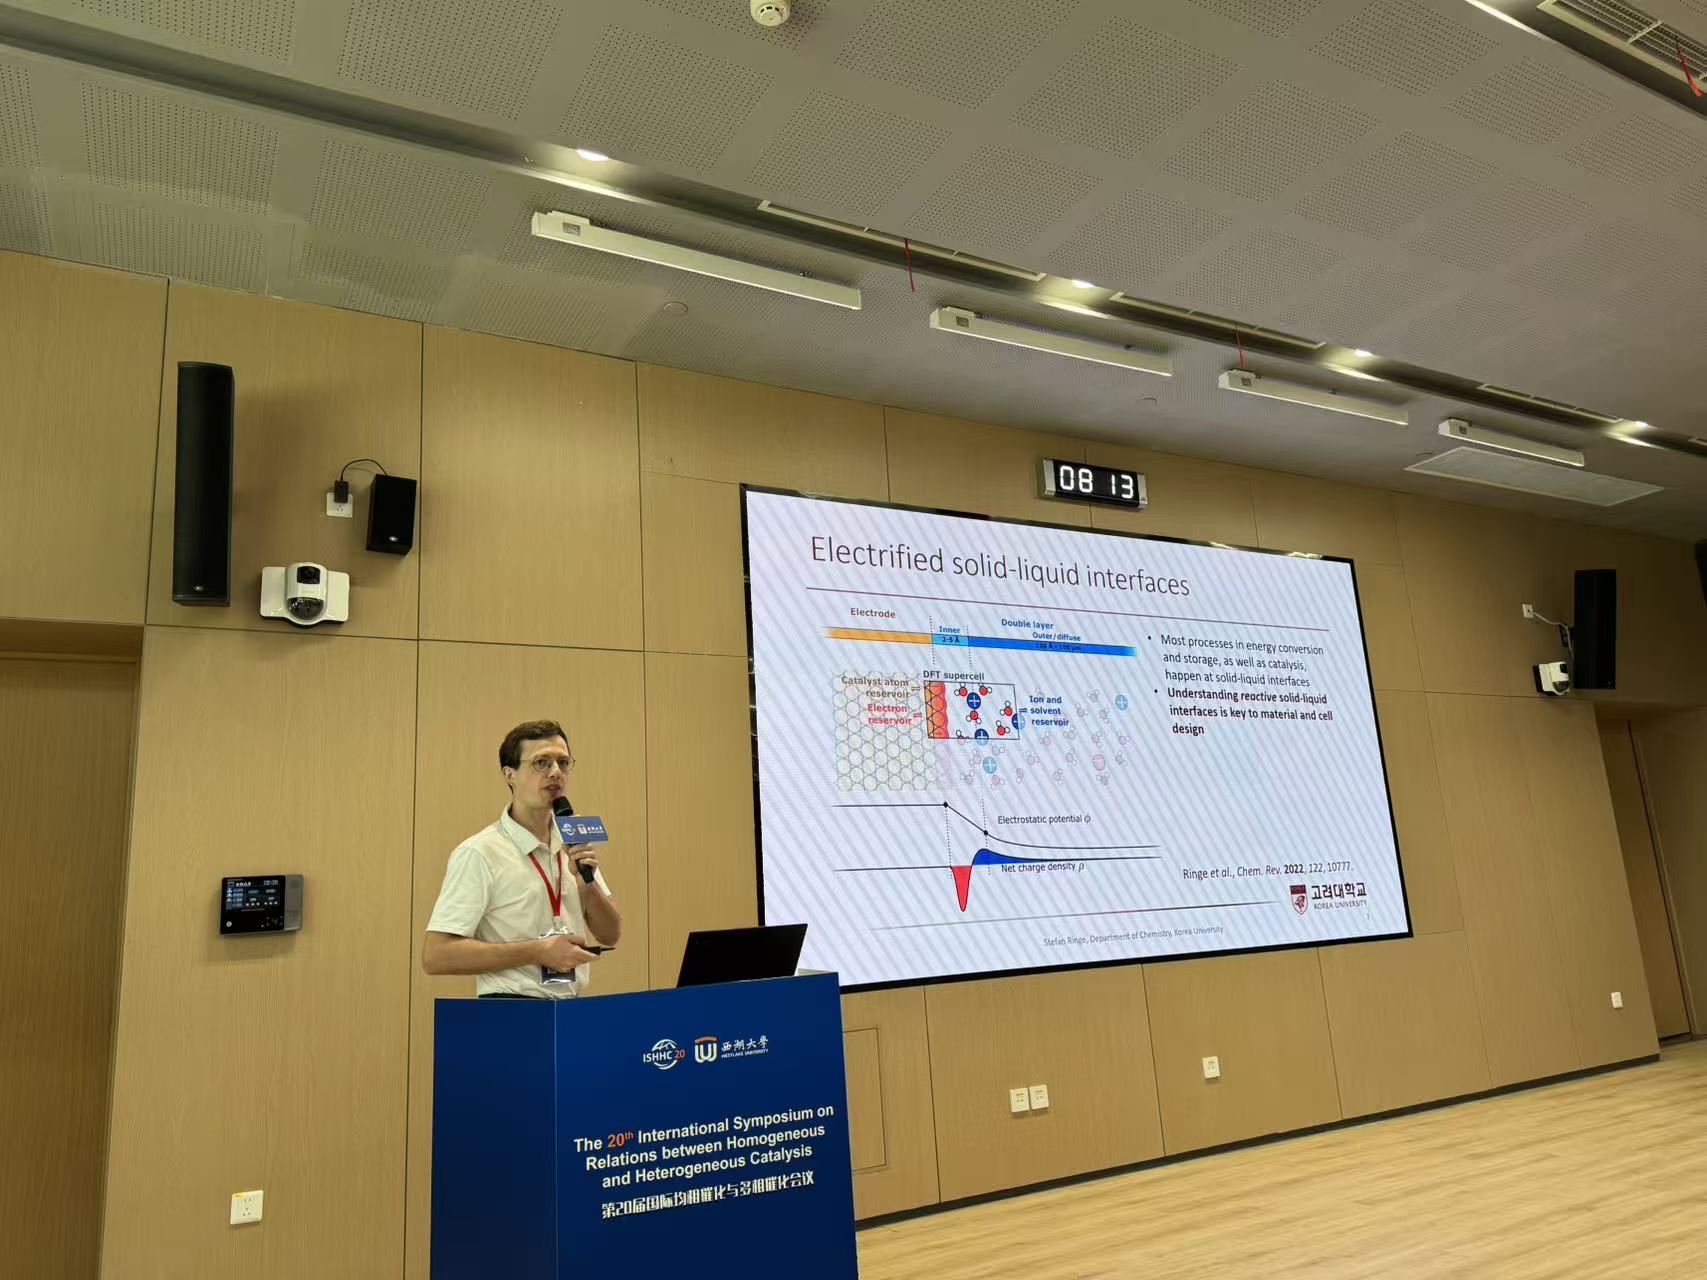 08 13
Electrified solid-liquid interfaces
Electrode
Double layer
Inner
Outer/diffuse
2-5 Å
100 Å - 100 μm
Catalyst atom
reservoir
DFT supercell
Electron
reservoir
Ion and
solvent
reservoir
• Most processes in energy conversion
and storage, as well as catalysis,
happen at solid-liquid interfaces
• Understanding reactive solid-liquid
interfaces is key to material and cell
design
Electrostatic potential ϕ
Net charge density ρ
Ringe et al., Chem. Rev. 2022, 122, 10777.
고려대학교
KOREA UNIVERSITY
Stefan Ringe, Department of Chemistry, Korea University
7
ISHHC 20
西湖大学
WESTLAKE UNIVERSITY
The 20th International Symposium on
Relations between Homogeneous
and Heterogeneous Catalysis
第20届国际均相催化与多相催化会议